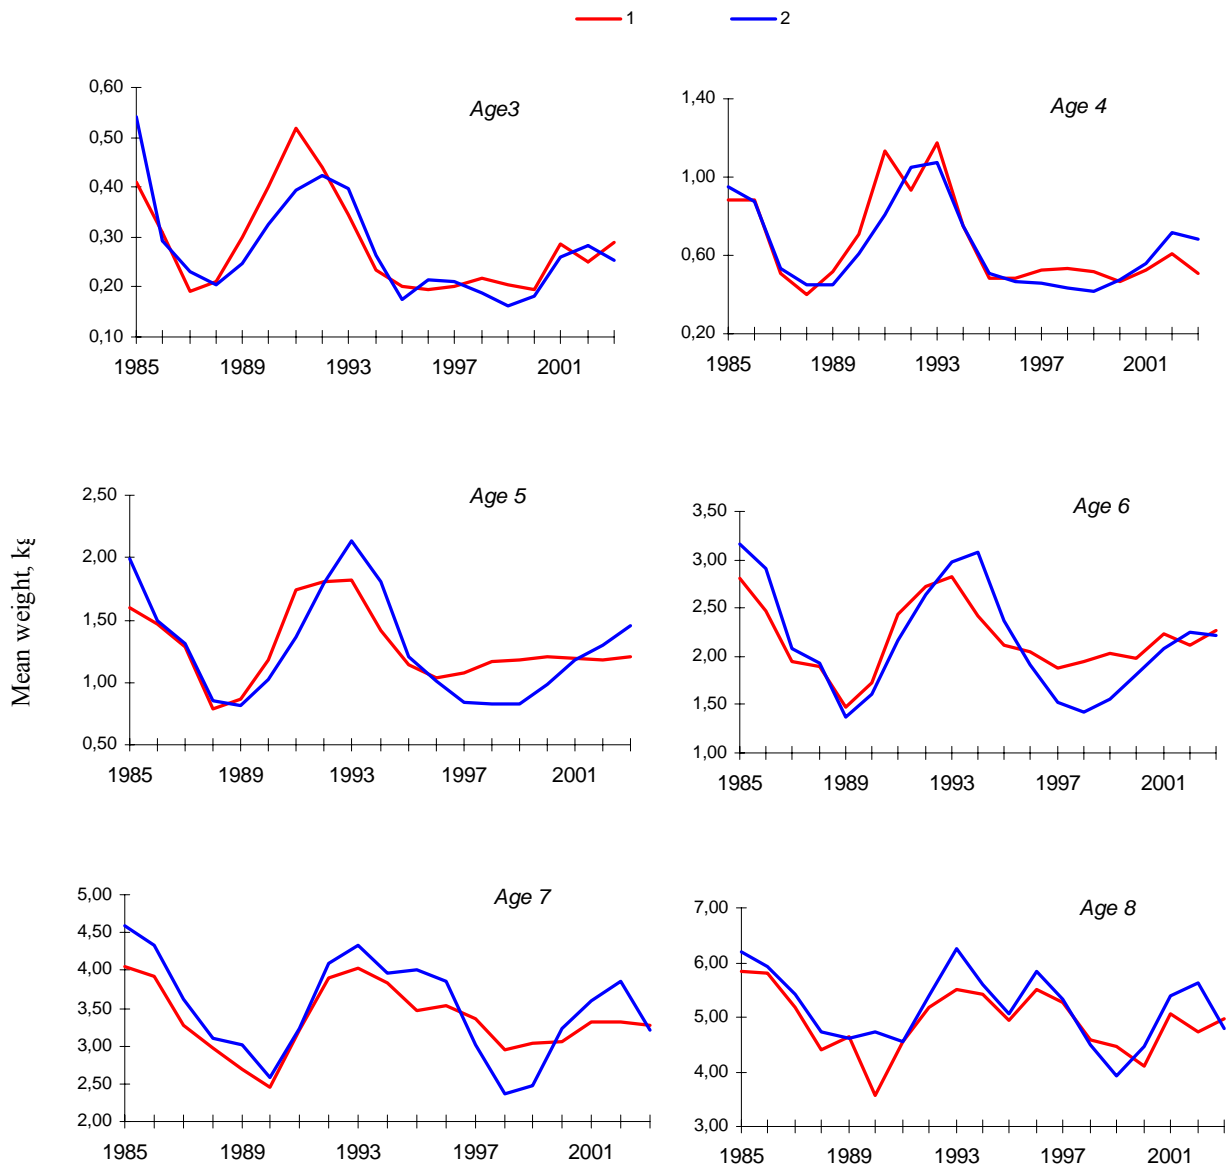 1 2
Age3
0,60
0,50
0,40
0,30
0,20
0,10
1985 1989 1993 1997 2001
Age 4
1,40
1,00
0,60
0,20
1985 1989 1993 1997 2001
Mean weight, kg
Age 5
2,50
2,00
1,50
1,00
0,50
1985 1989 1993 1997 2001
Age 6
3,50
3,00
2,50
2,00
1,50
1,00
1985 1989 1993 1997 2001
Age 7
5,00
4,50
4,00
3,50
3,00
2,50
2,00
1985 1989 1993 1997 2001
Age 8
7,00
6,00
5,00
4,00
3,00
1985 1989 1993 1997 2001